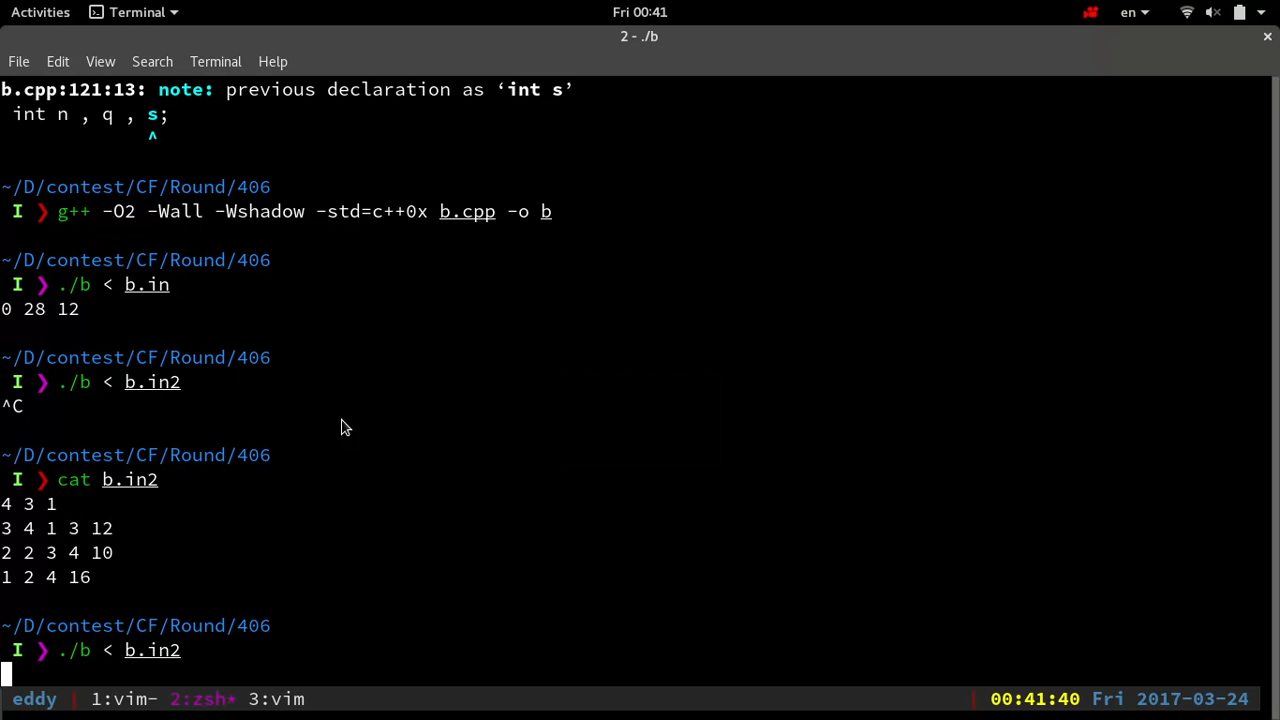 Activities Terminal Fri 00:41 en
2 - ./b ×
File Edit View Search Terminal Help
b.cpp:121:13: note: previous declaration as ‘int s’
int n , q , s;
^
~/D/contest/CF/Round/406
I ❯ g++ -O2 -Wall -Wshadow -std=c++0x b.cpp -o b
~/D/contest/CF/Round/406
I ❯ ./b < b.in
0 28 12
~/D/contest/CF/Round/406
I ❯ ./b < b.in2
^C
~/D/contest/CF/Round/406
I ❯ cat b.in2
4 3 1
3 4 1 3 12
2 2 3 4 10
1 2 4 16
~/D/contest/CF/Round/406
I ❯ ./b < b.in2
eddy 1:vim- 2:zsh* 3:vim 00:41:40 Fri 2017-03-24